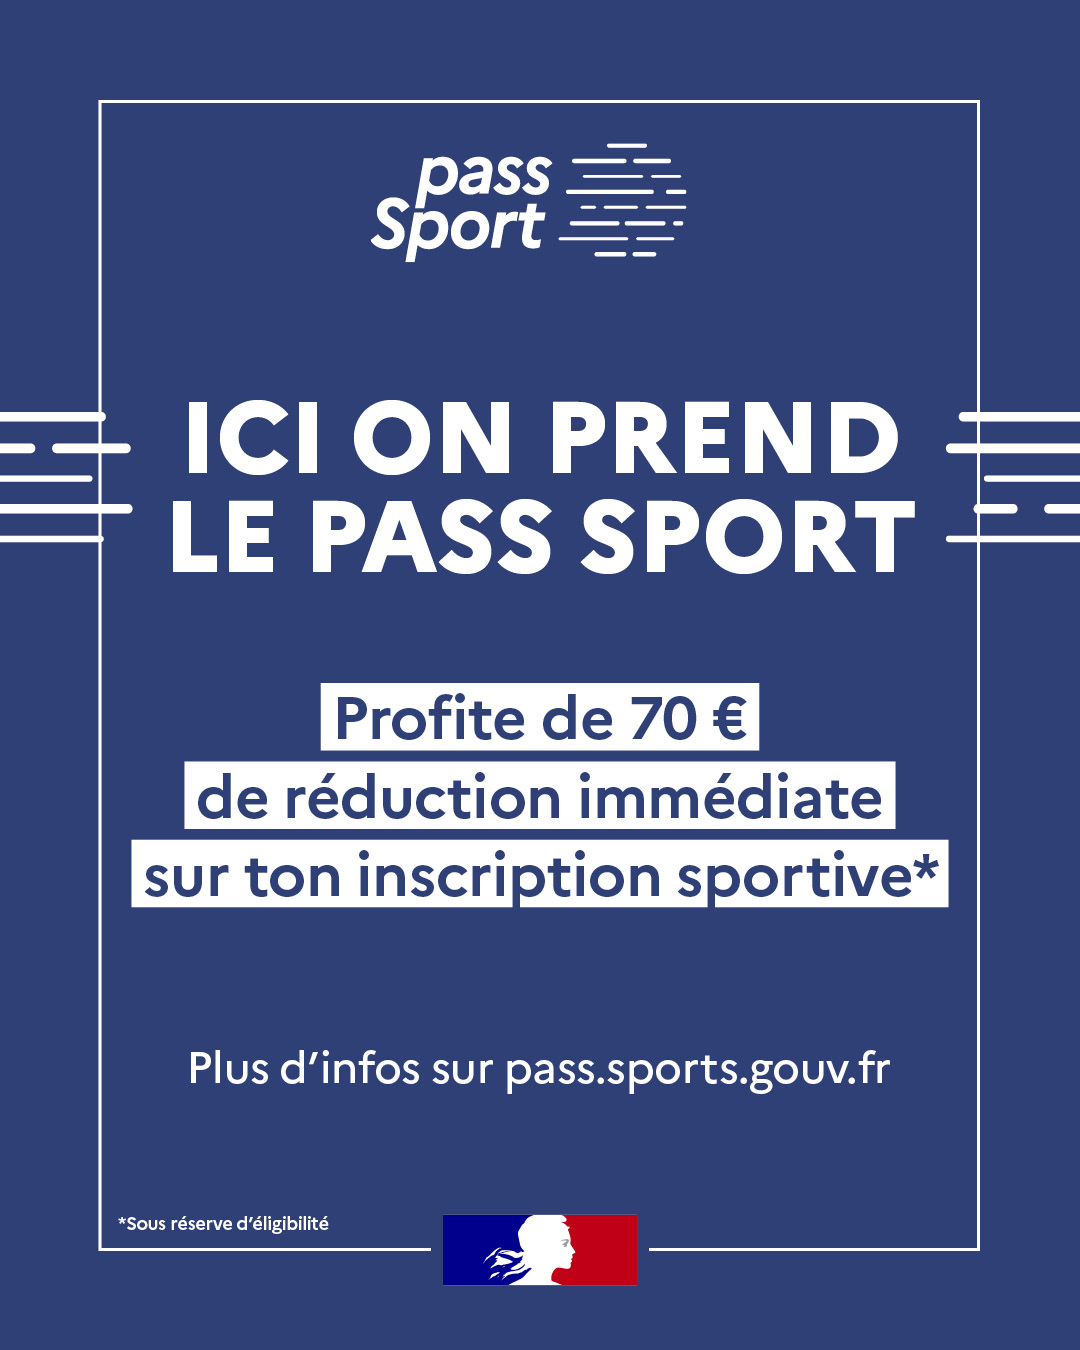 pass
Sport
ICI ON PREND
LE PASS SPORT
Profite de 70 €
de réduction immédiate
sur ton inscription sportive*
Plus d’infos sur pass.sports.gouv.fr
*Sous réserve d’éligibilité